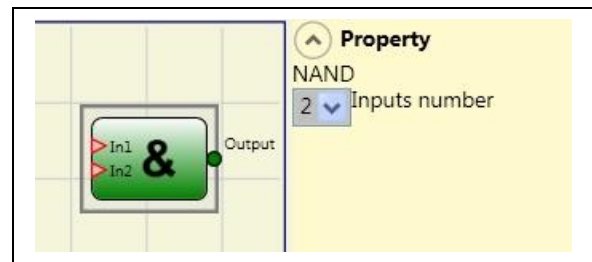 Property
NAND
2 Inputs number
In1
In2
&
Output